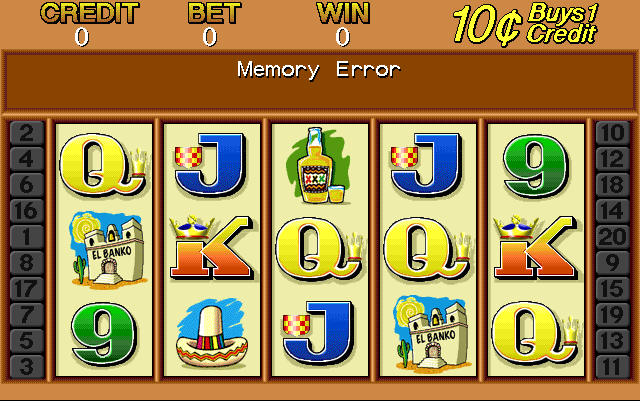 CREDIT BET WIN 10¢ Buys 1
0 0 0 Credit
Memory Error
2 10
4 Q J XXX J 9 12
6 18
16 14
1 EL BANKO K Q Q K 20
8 9
17 15
7 9 J EL BANKO Q 19
5 13
3 11